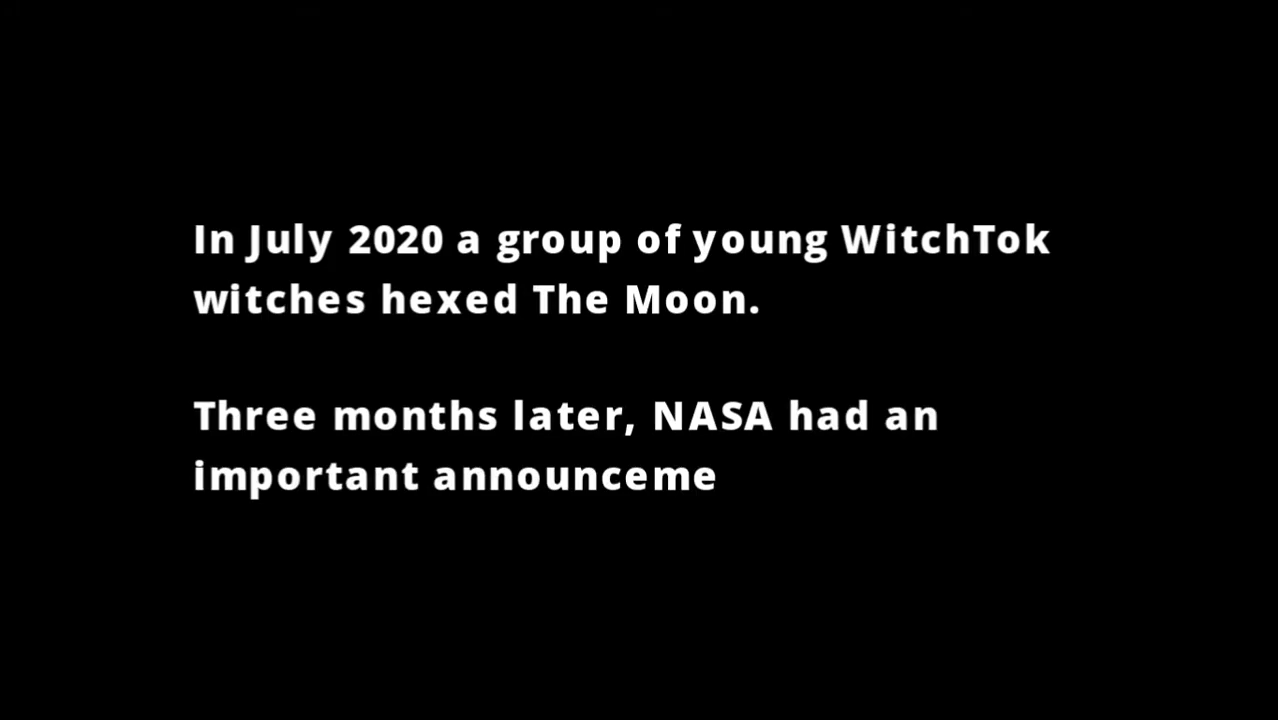 In July 2020 a group of young WitchTok
witches hexed The Moon.
Three months later, NASA had an
important announceme